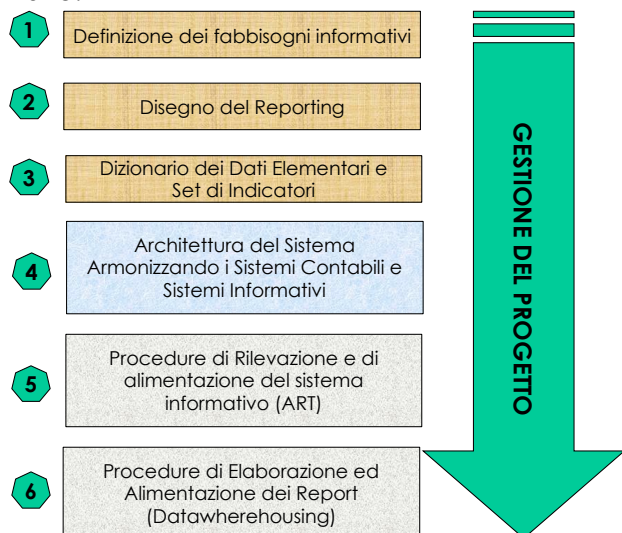 1
Definizione dei fabbisogni informativi
2
Disegno del Reporting
3
Dizionario dei Dati Elementari e
Set di Indicatori
4
Architettura del Sistema
Armonizzando i Sistemi Contabili e
Sistemi Informativi
5
Procedure di Rilevazione e di
alimentazione del sistema
informativo (ART)
6
Procedure di Elaborazione ed
Alimentazione dei Report
(Datawherehousing)
GESTIONE DEL PROGETTO